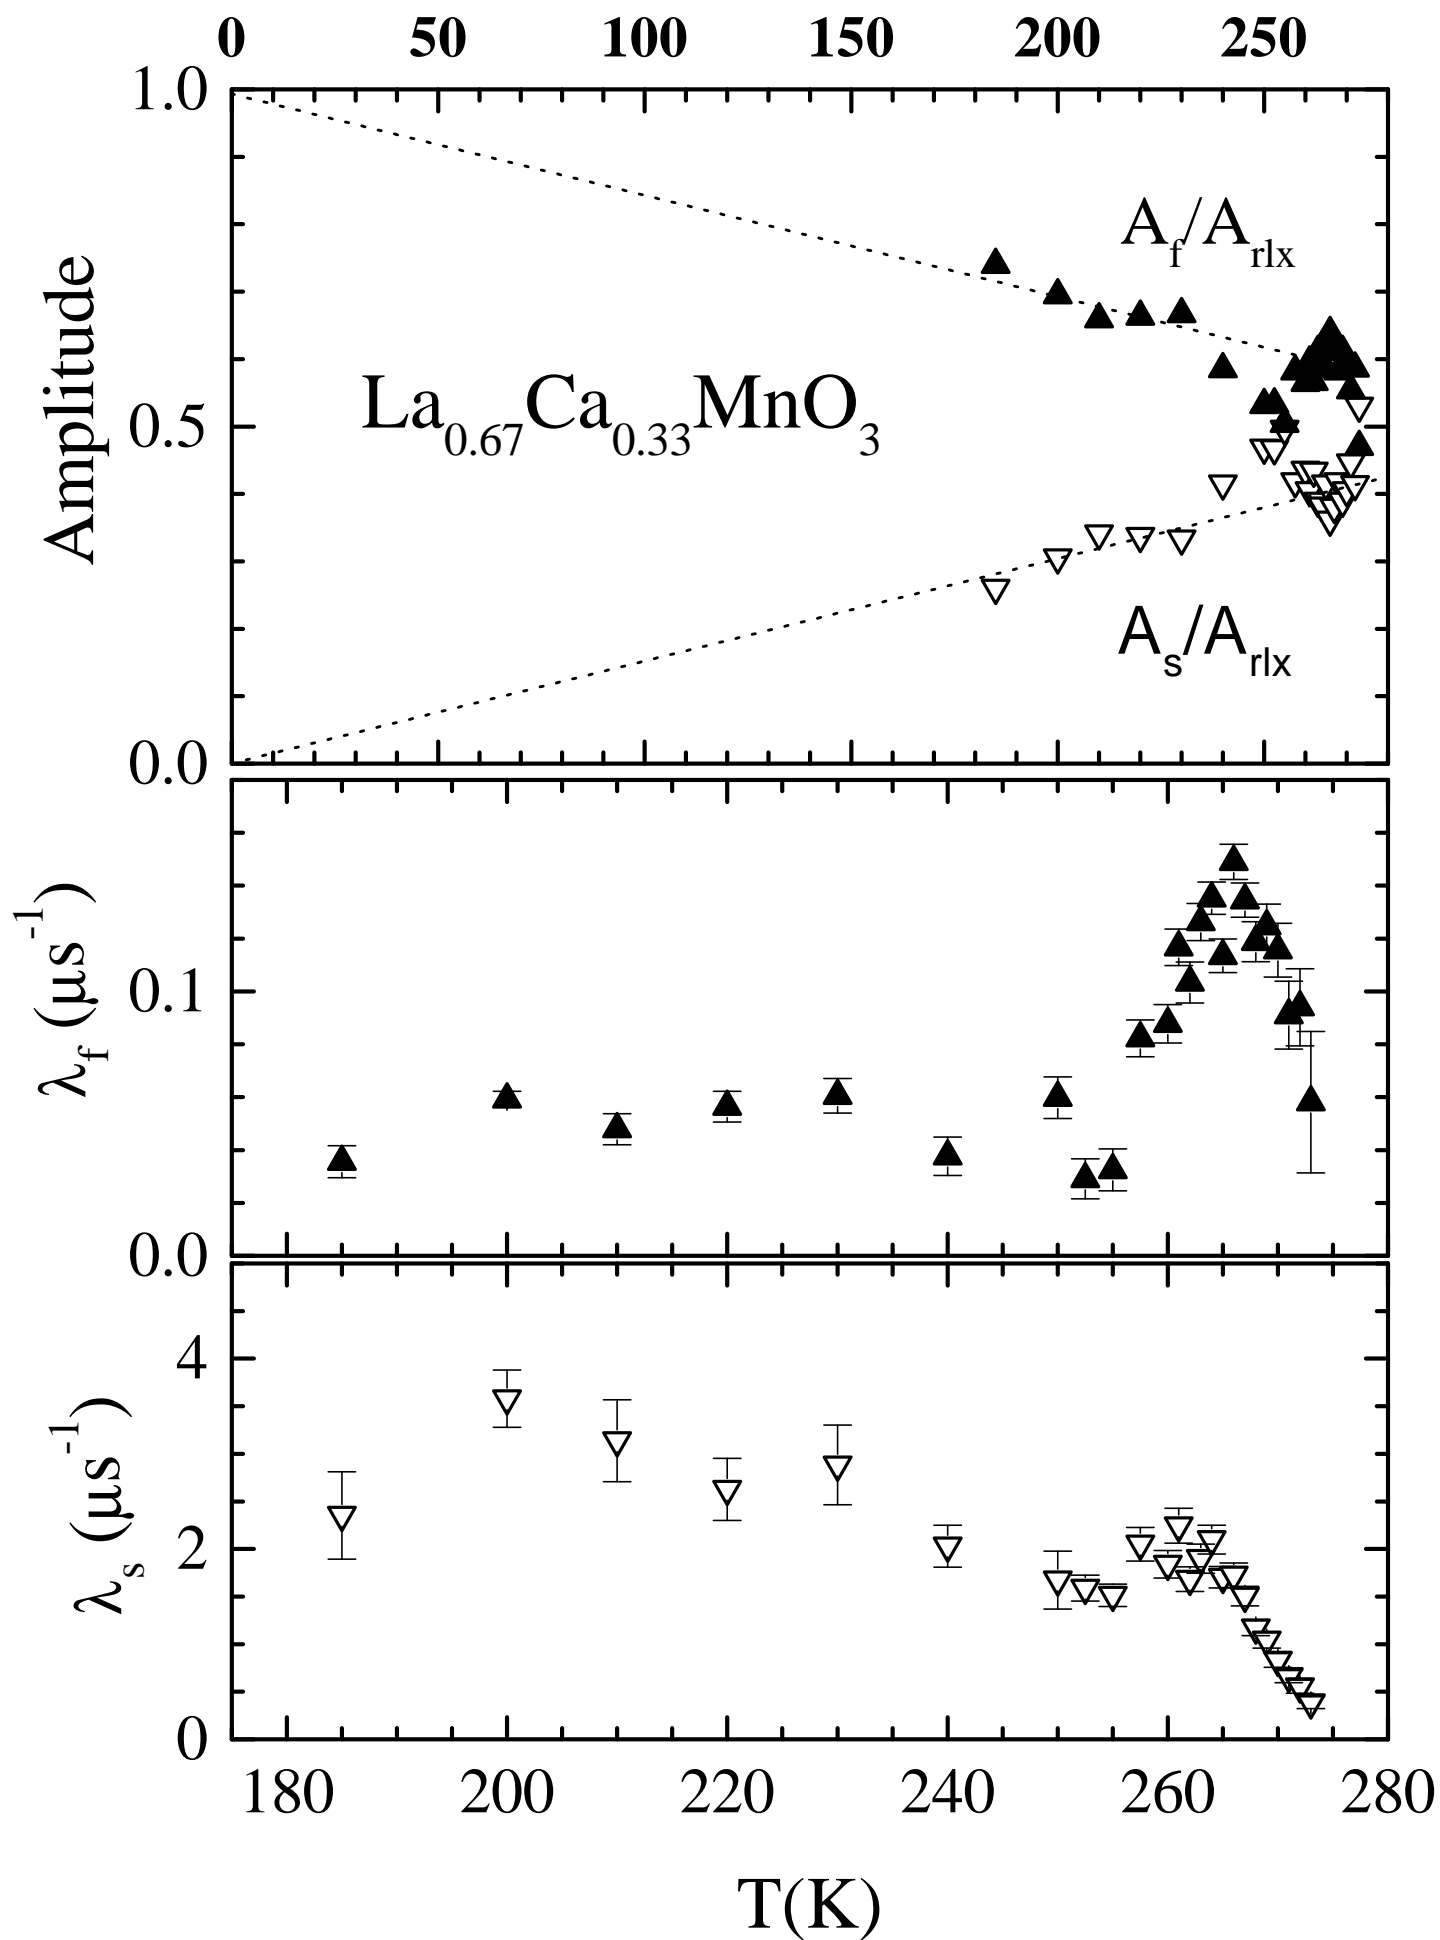 0 50 100 150 200 250
1.0
A_f/A_rlx
Amplitude
La_0.67Ca_0.33MnO_3
0.5
A_s/A_rlx
0.0
λ_f (μs^-1)
0.1
0.0
4
λ_s (μs^-1)
2
0
180 200 220 240 260 280
T(K)